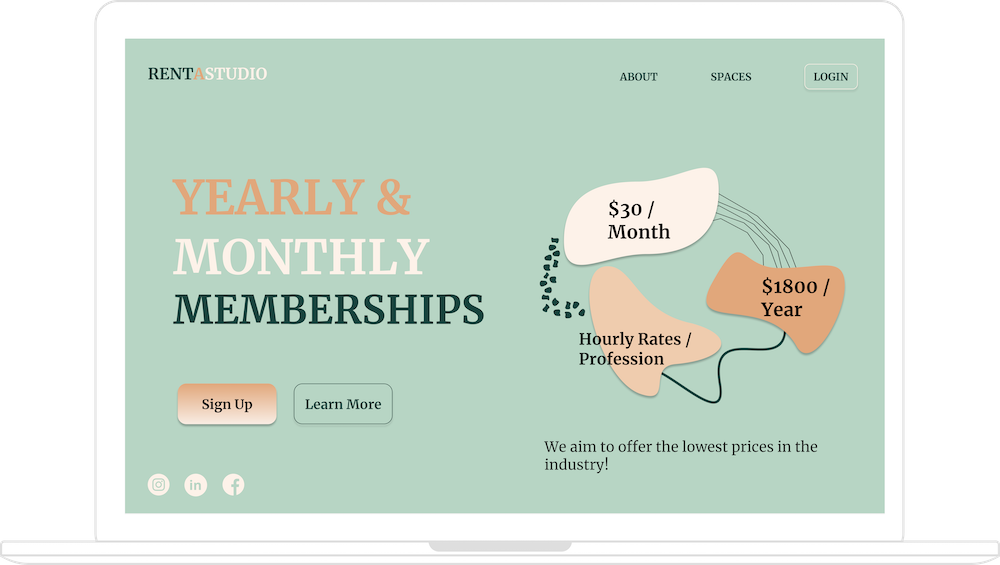 RENTASTUDIO
ABOUT
SPACES
LOGIN
YEARLY &
MONTHLY
MEMBERSHIPS
Sign Up
Learn More
in
$30 /
Month
$1800 /
Year
Hourly Rates /
Profession
We aim to offer the lowest prices in the
industry!